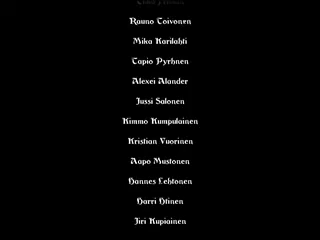 Rauno Toivonen
Mika Karilahti
Tapio Pyrhnen
Alexei Alander
Jussi Salonen
Kimmo Kumpulainen
Kristian Vuorinen
Aapo Mustonen
Hannes Lehtonen
Harri Htinen
Jiri Kupiainen